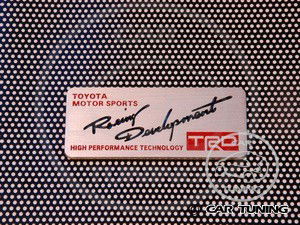 TOYOTA
MOTOR SPORTS
Racing
Development
HIGH PERFORMANCE TECHNOLOGY TRD
© CAR TUNING